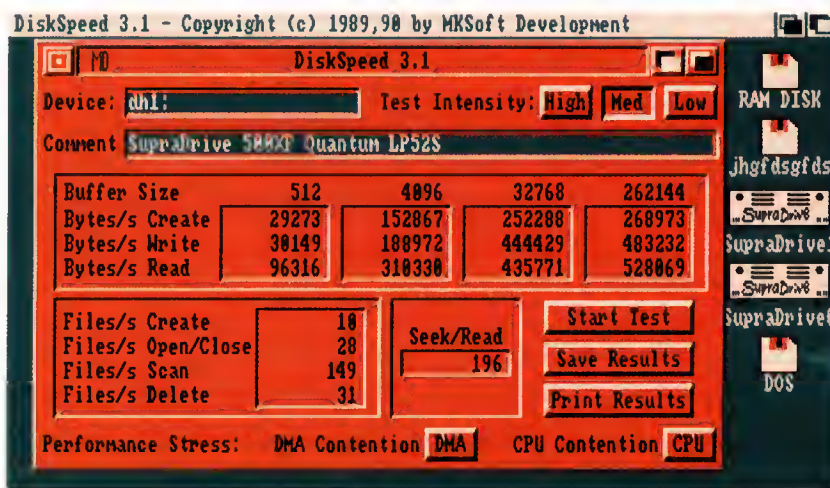 DiskSpeed 3.1 - Copyright (c) 1989,90 by MKSoft Development
MD DiskSpeed 3.1
Device: dh1: Test Intensity: High Med Low
Comment SupraDrive 500XP Quantum LP52S
Buffer Size 512 4096 32768 262144
Bytes/s Create 29273 152867 252288 268973
Bytes/s Write 30149 188972 444429 483232
Bytes/s Read 96316 310330 435771 528069
Files/s Create 10
Files/s Open/Close 28
Files/s Scan 149
Files/s Delete 31
Seek/Read
196
Start Test
Save Results
Print Results
Performance Stress: DMA Contention DMA CPU Contention CPU
RAM DISK
jhgfdsgfds
SupraDrive
SupraDrive
SupraDrive
SupraDrive
DOS